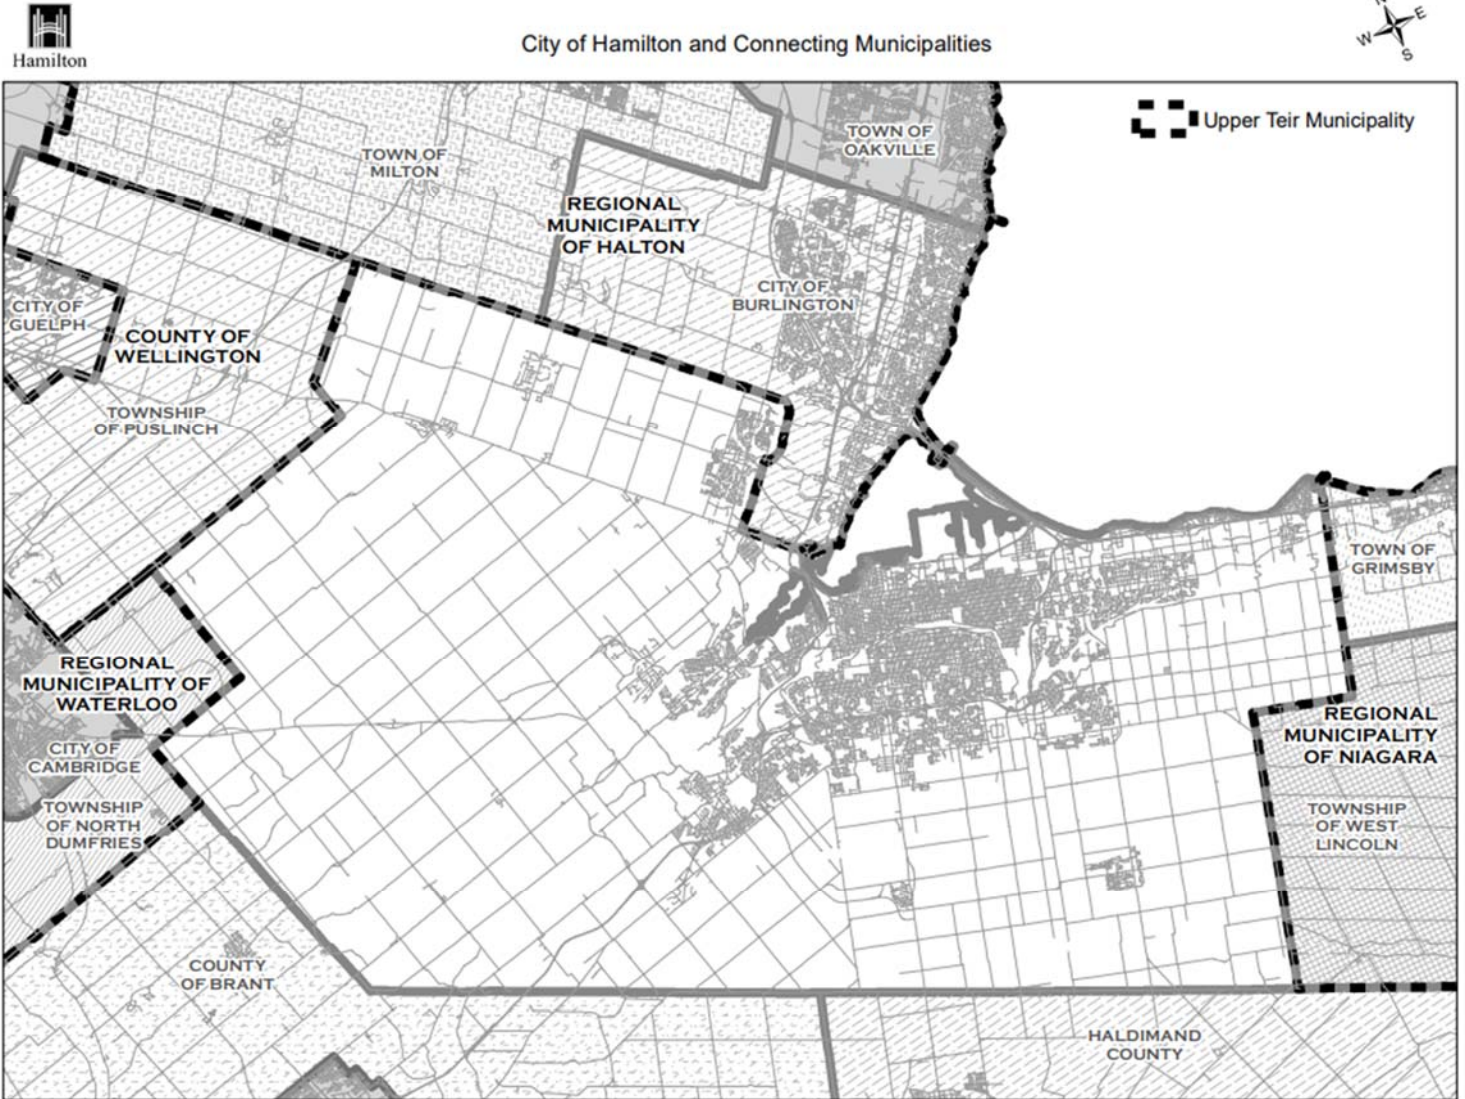 Hamilton
City of Hamilton and Connecting Municipalities
N
E
W
S
Upper Teir Municipality
TOWN OF
OAKVILLE
TOWN OF
MILTON
REGIONAL
MUNICIPALITY
OF HALTON
CITY OF
BURLINGTON
CITY OF
GUELPH
COUNTY OF
WELLINGTON
TOWNSHIP
OF PUSLINCH
TOWN OF
GRIMSBY
REGIONAL
MUNICIPALITY OF
WATERLOO
REGIONAL
MUNICIPALITY
OF NIAGARA
CITY OF
CAMBRIDGE
TOWNSHIP
OF NORTH
DUMFRIES
TOWNSHIP
OF WEST
LINCOLN
COUNTY
OF BRANT
HALDIMAND
COUNTY